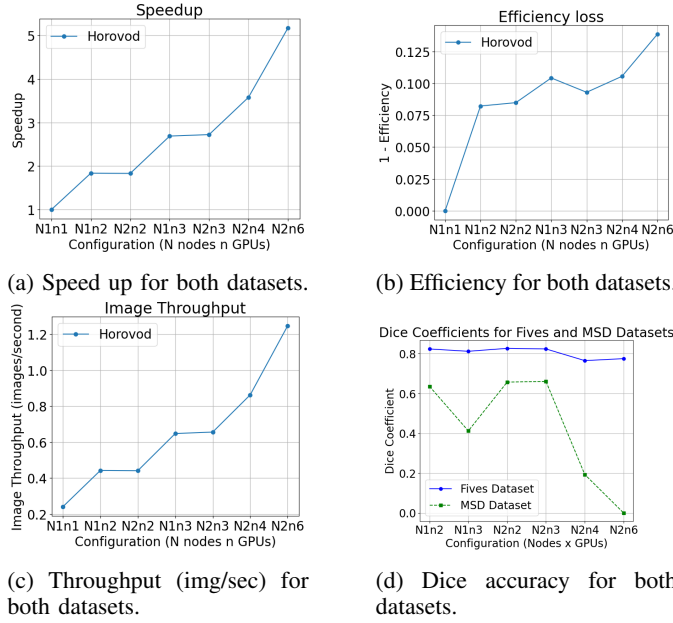 Speedup
Horovod
5
4
3
2
1
Speedup
N1n1 N1n2 N2n2 N1n3 N2n3 N2n4 N2n6
Configuration (N nodes n GPUs)
(a) Speed up for both datasets.
Efficiency loss
Horovod
0.125
0.100
0.075
0.050
0.025
0.000
1 - Efficiency
N1n1 N1n2 N2n2 N1n3 N2n3 N2n4 N2n6
Configuration (N nodes n GPUs)
(b) Efficiency for both datasets.
Image Throughput
Horovod
1.2
1.0
0.8
0.6
0.4
0.2
Image Throughput (images/second)
N1n1 N1n2 N2n2 N1n3 N2n3 N2n4 N2n6
Configuration (N nodes n GPUs)
(c) Throughput (img/sec) for
both datasets.
Dice Coefficients for Fives and MSD Datasets
0.8
0.6
0.4
0.2
0.0
Dice Coefficient
Fives Dataset
MSD Dataset
N1n2 N1n3 N2n2 N2n3 N2n4 N2n6
Configuration (Nodes x GPUs)
(d) Dice accuracy for both
datasets.